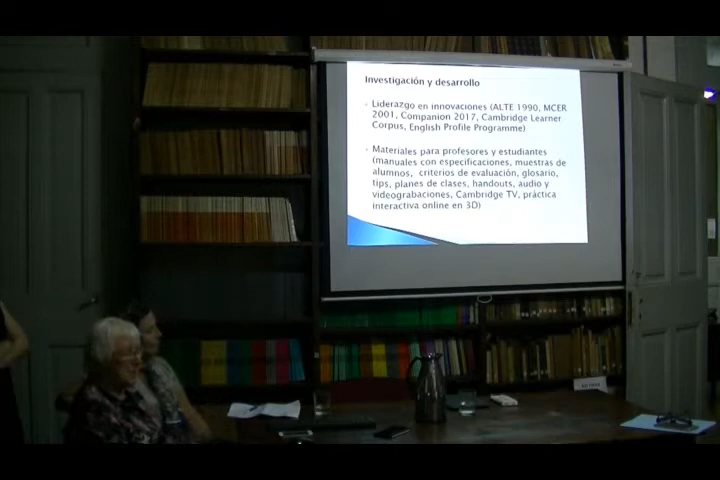 Investigación y desarrollo
Liderazgo en innovaciones (ALTE 1990, MCER
2001, Companion 2017, Cambridge Learner
Corpus, English Profile Programme)
Materiales para profesores y estudiantes
(manuales con especificaciones, muestras de
alumnos, criterios de evaluación, glosario,
tips, planes de clases, handouts, audio y
videograbaciones, Cambridge TV, práctica
interactiva online en 3D)